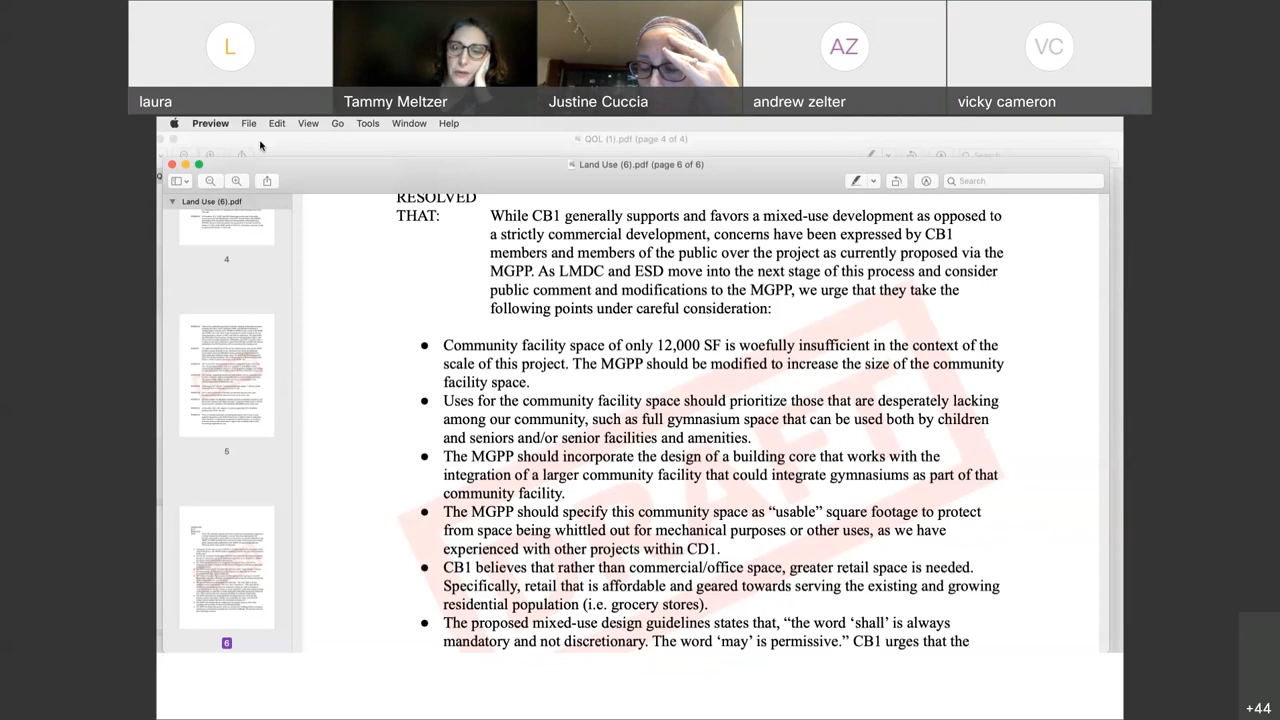 L
AZ
VC
laura
Tammy Meltzer
Justine Cuccia
andrew zelter
vicky cameron
Preview File Edit View Go Tools Window Help
QOL (1).pdf (page 4 of 4)
Land Use (6).pdf (page 6 of 6)
Search
Search
Land Use (6).pdf
4
5
6
RESOLVED
THAT: While CB1 generally supports and favors a mixed-use development as opposed to
a strictly commercial development, concerns have been expressed by CB1
members and members of the public over the project as currently proposed via the
MGPP. As LMDC and ESD move into the next stage of this process and consider
public comment and modifications to the MGPP, we urge that they take the
following points under careful consideration:
● Community facility space of only 12,000 SF is woefully insufficient in the context of the
scale of this project. The MGPP should be modified to increase the size of the community
facility space.
● Uses for the community facility space should prioritize those that are desperately lacking
among our community, such as full gymnasium space that can be used both by children
and seniors and/or senior facilities and amenities.
● The MGPP should incorporate the design of a building core that works with the
integration of a larger community facility that could integrate gymnasiums as part of that
community facility.
● The MGPP should specify this community space as “usable” square footage to protect
from space being whittled out for mechanical purposes or other uses, as we have
experienced with other projects within CD1.
CB1 believes that rather than commercial/office space, greater retail space is needed.
Specifically, retail that is affordable and geared towards serving the existing and growing
residential population (i.e. grocery stores).
● The proposed mixed-use design guidelines states that, “the word ‘shall’ is always
mandatory and not discretionary. The word ‘may’ is permissive.” CB1 urges that the
DRAFT
+44